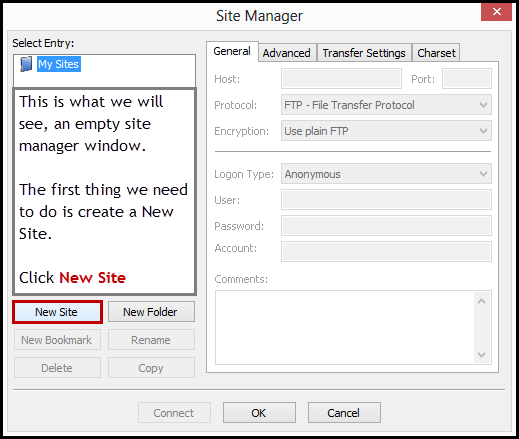 Site Manager
Select Entry:
My Sites
This is what we will
see, an empty site
manager window.
The first thing we need
to do is create a New
Site.
Click New Site
New Site New Folder
New Bookmark Rename
Delete Copy
General Advanced Transfer Settings Charset
Host: Port:
Protocol: FTP - File Transfer Protocol
Encryption: Use plain FTP
Logon Type: Anonymous
User:
Password:
Account:
Comments:
Connect OK Cancel